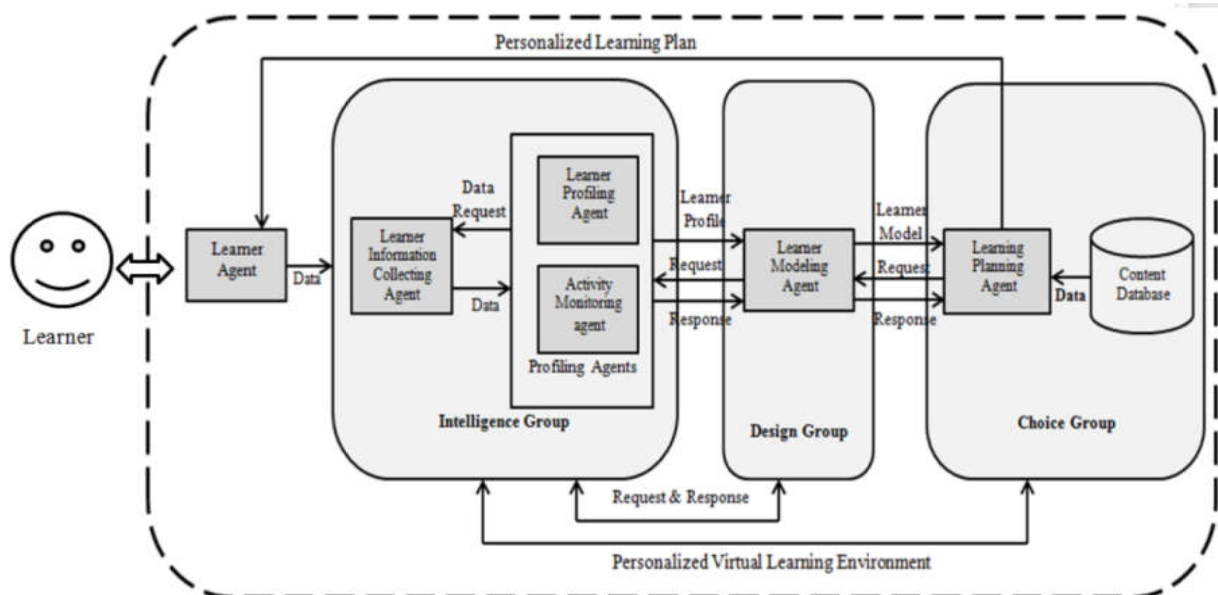 Personalized Learning Plan
Learner
Learner
Agent
Data
Learner
Information
Collecting
Agent
Data
Request
Data
Learner
Profiling
Agent
Activity
Monitoring
agent
Profiling Agents
Intelligence Group
Learner
Profile
Request
Response
Learner
Modeling
Agent
Design Group
Learner
Model
Request
Response
Learning
Planning
Agent
Data
Content
Database
Choice Group
Request & Response
Personalized Virtual Learning Environment